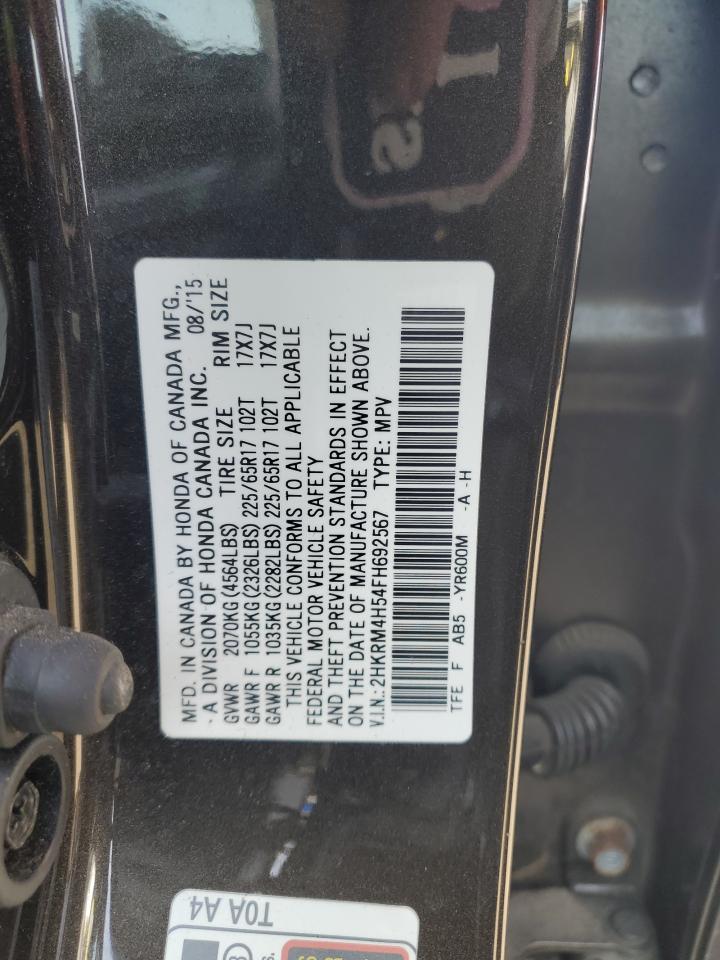 MFD. IN CANADA BY HONDA OF CANADA MFG.,
- A DIVISION OF HONDA CANADA INC. 08/'15
GVWR 2070KG (4564LBS) TIRE SIZE RIM SIZE
GAWR F 1055KG (2326LBS) 225/65R17 102T 17X7J
GAWR R 1035KG (2282LBS) 225/65R17 102T 17X7J
THIS VEHICLE CONFORMS TO ALL APPLICABLE
FEDERAL MOTOR VEHICLE SAFETY
AND THEFT PREVENTION STANDARDS IN EFFECT
ON THE DATE OF MANUFACTURE SHOWN ABOVE.
V.I.N.: 2HKRM4H54FH692567 TYPE: MPV
TFE F AB5 -YR600M -A -H
T0A A4